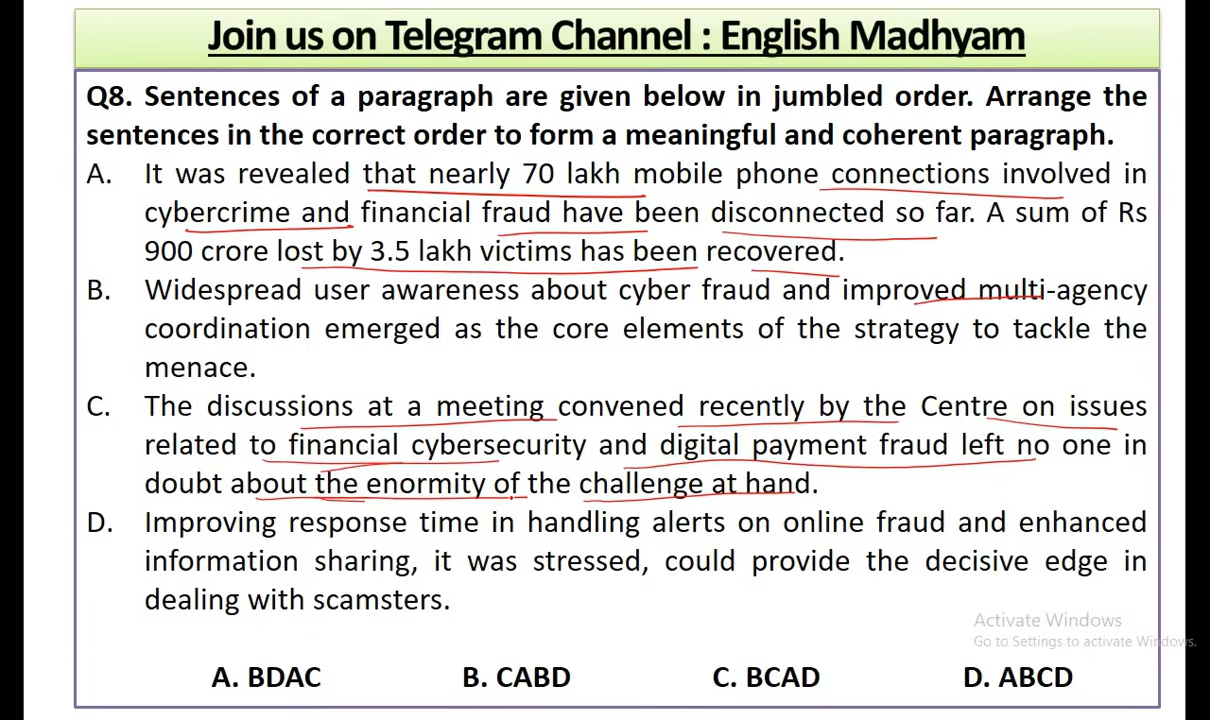 Join us on Telegram Channel : English Madhyam
Q8. Sentences of a paragraph are given below in jumbled order. Arrange the
sentences in the correct order to form a meaningful and coherent paragraph.
A. It was revealed that nearly 70 lakh mobile phone connections involved in
cybercrime and financial fraud have been disconnected so far. A sum of Rs
900 crore lost by 3.5 lakh victims has been recovered.
B. Widespread user awareness about cyber fraud and improved multi-agency
coordination emerged as the core elements of the strategy to tackle the
menace.
C. The discussions at a meeting convened recently by the Centre on issues
related to financial cybersecurity and digital payment fraud left no one in
doubt about the enormity of the challenge at hand.
D. Improving response time in handling alerts on online fraud and enhanced
information sharing, it was stressed, could provide the decisive edge in
dealing with scamsters.
Activate Windows
Go to Settings to activate Windows.
A. BDAC B. CABD C. BCAD D. ABCD